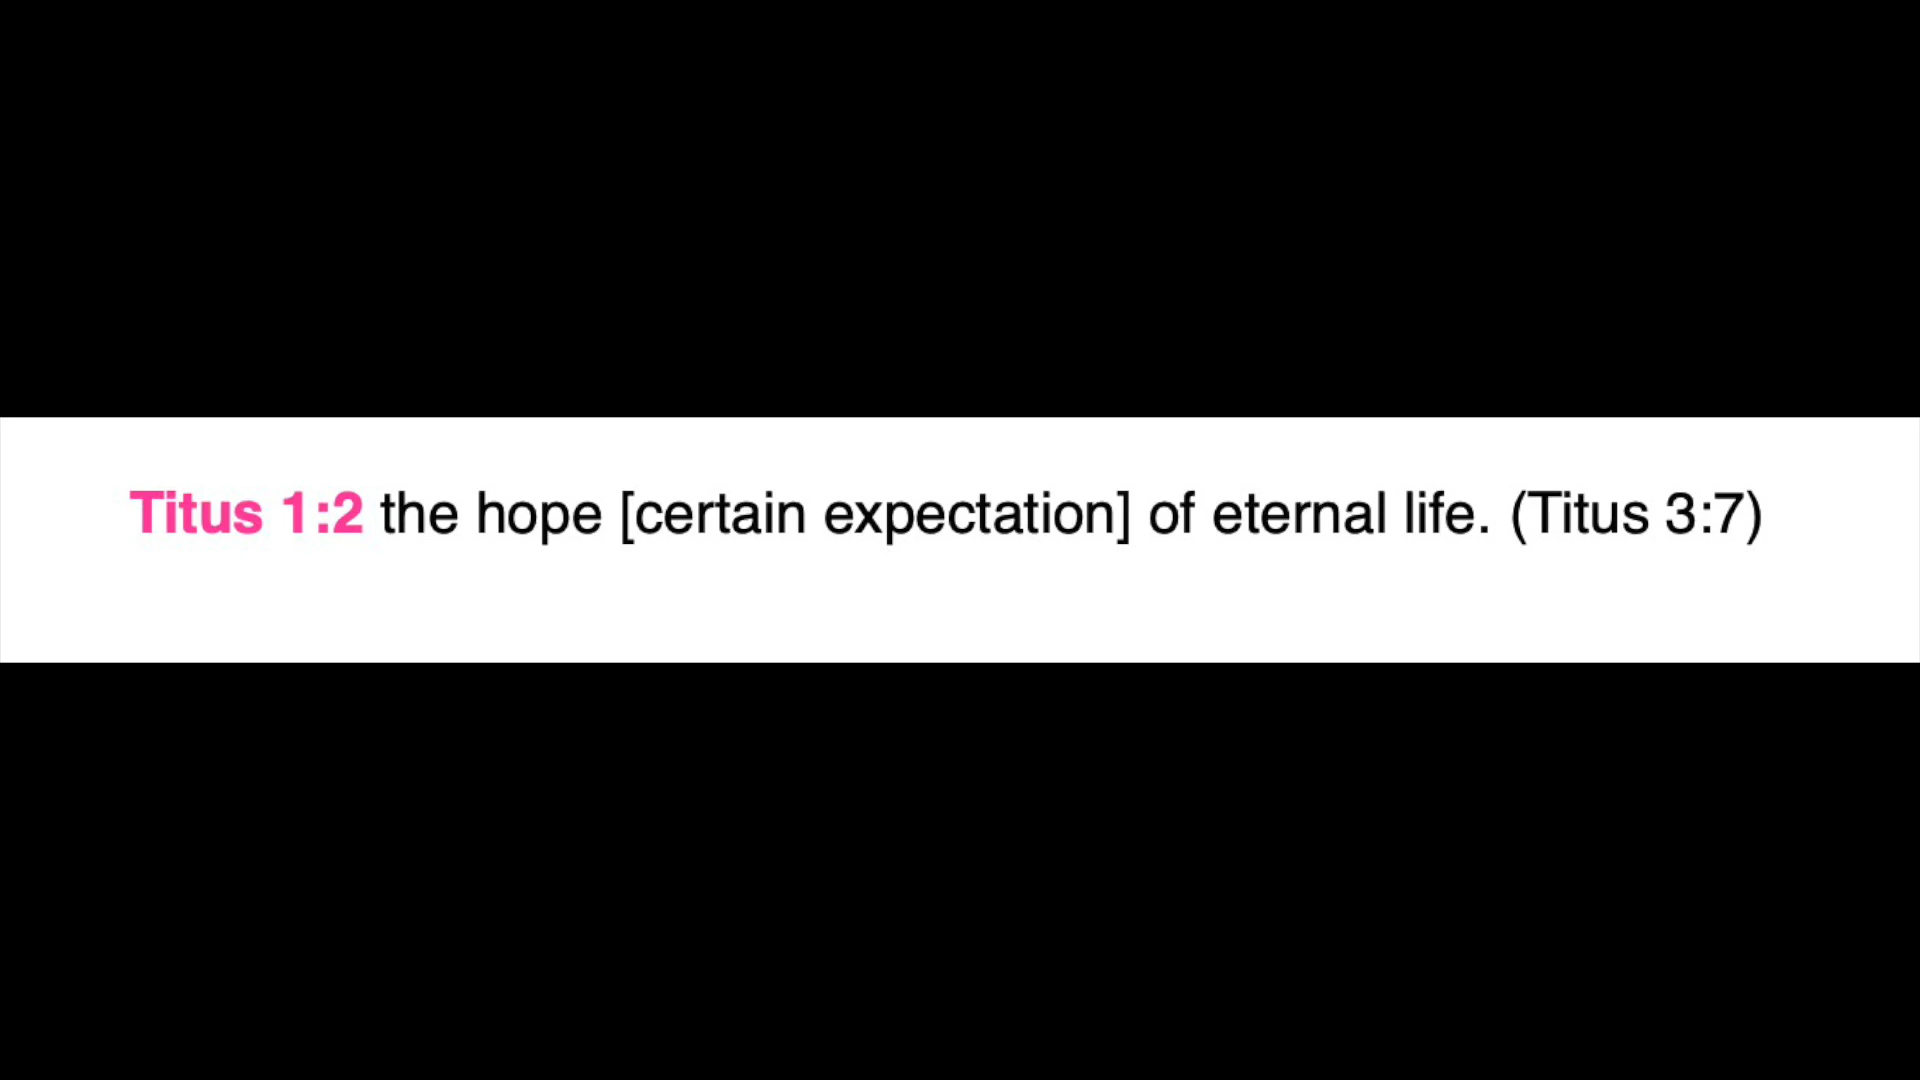 Titus 1:2 the hope [certain expectation] of eternal life. (Titus 3:7)